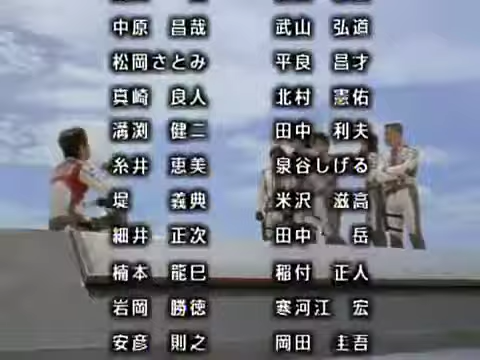 中原　昌哉　　武山　弘道
松岡さとみ　　平良　昌才
真崎　良人　　北村　憲佑
溝渕　健二　　田中　利夫
糸井　恵美　　泉谷しげる
堤　　義典　　米沢　滋高
細井　正次　　田中　　岳
楠本　龍巳　　稲付　正人
岩岡　勝徳　　寒河江　宏
安彦　則之　　岡田　圭吾